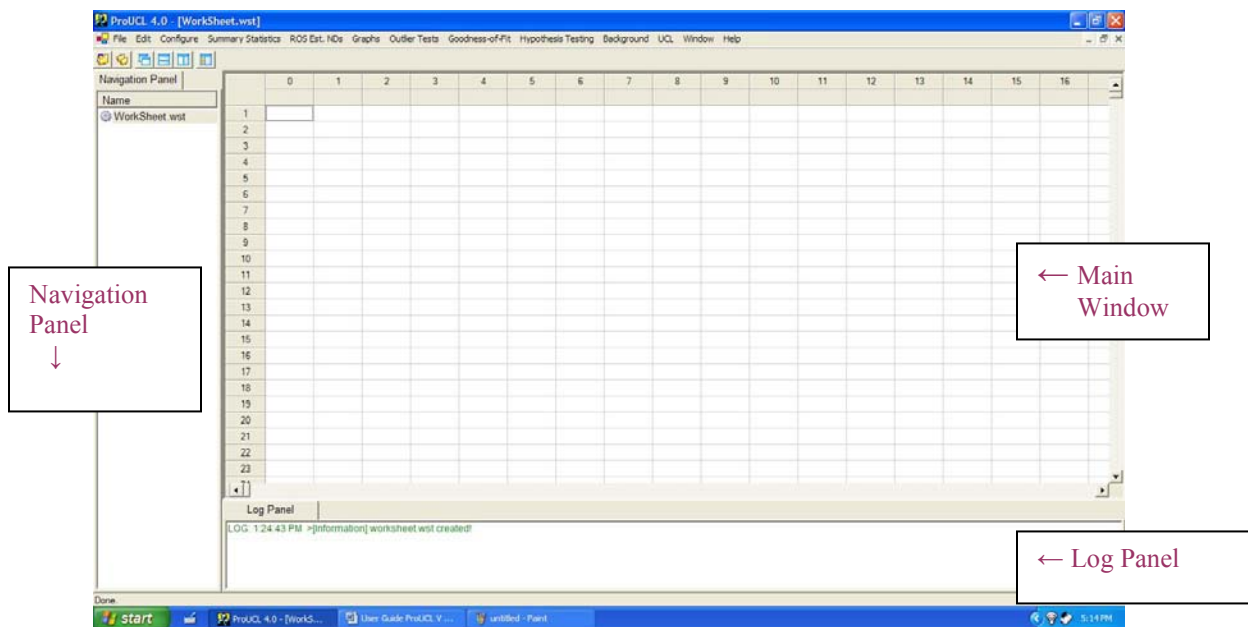 ProUCL 4.0 - [WorkSheet.wst]
File Edit Configure Summary Statistics ROS Est. NDs Graphs Outlier Tests Goodness-of-Fit Hypothesis Testing Background UCL Window Help
Navigation Panel
Name
WorkSheet.wst
0 1 2 3 4 5 6 7 8 9 10 11 12 13 14 15 16
1
2
3
4
5
6
7
8
9
10
11
12
13
14
15
16
17
18
19
20
21
22
23
Navigation
Panel
↓
← Main
Window
Log Panel
LOG: 1:24:43 PM >[Information] worksheet.wst created!
← Log Panel
Done.
start ProUCL 4.0 - [WorkS... User Guide ProUCL V ... untitled - Paint 5:14 PM